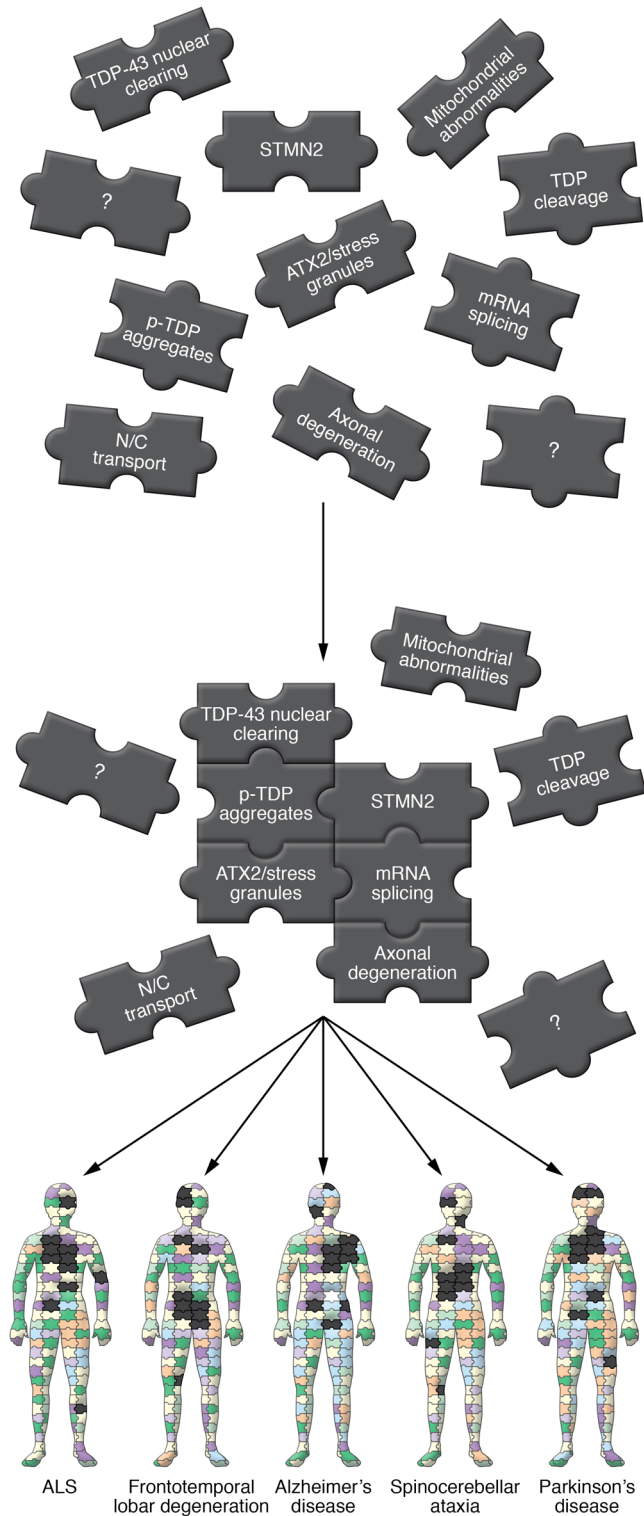 TDP-43 nuclear
clearing
Mitochondrial
abnormalities
STMN2
TDP
cleavage
?
ATX2/stress
granules
mRNA
splicing
p-TDP
aggregates
Axonal
degeneration
N/C
transport
?
Mitochondrial
abnormalities
TDP-43 nuclear
clearing
?
TDP
cleavage
p-TDP
aggregates
STMN2
ATX2/stress
granules
mRNA
splicing
Axonal
degeneration
N/C
transport
?
ALS
Frontotemporal
lobar degeneration
Alzheimer's
disease
Spinocerebellar
ataxia
Parkinson's
disease